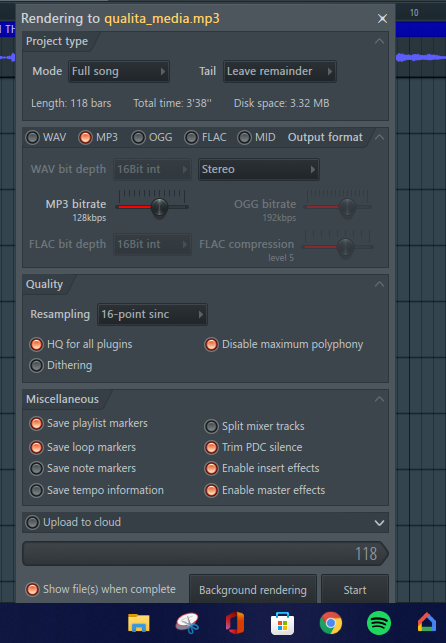 Rendering to qualita_media.mp3
10
Project type
Mode Full song Tail Leave remainder
Length: 118 bars Total time: 3'38" Disk space: 3.32 MB
WAV MP3 OGG FLAC MID Output format
WAV bit depth 16Bit int Stereo
MP3 bitrate OGG bitrate
128kbps 192kbps
FLAC bit depth 16Bit int FLAC compression
level 5
Quality
Resampling 16-point sinc
HQ for all plugins Disable maximum polyphony
Dithering
Miscellaneous
Save playlist markers Split mixer tracks
Save loop markers Trim PDC silence
Save note markers Enable insert effects
Save tempo information Enable master effects
Upload to cloud
118
Show file(s) when complete Background rendering Start